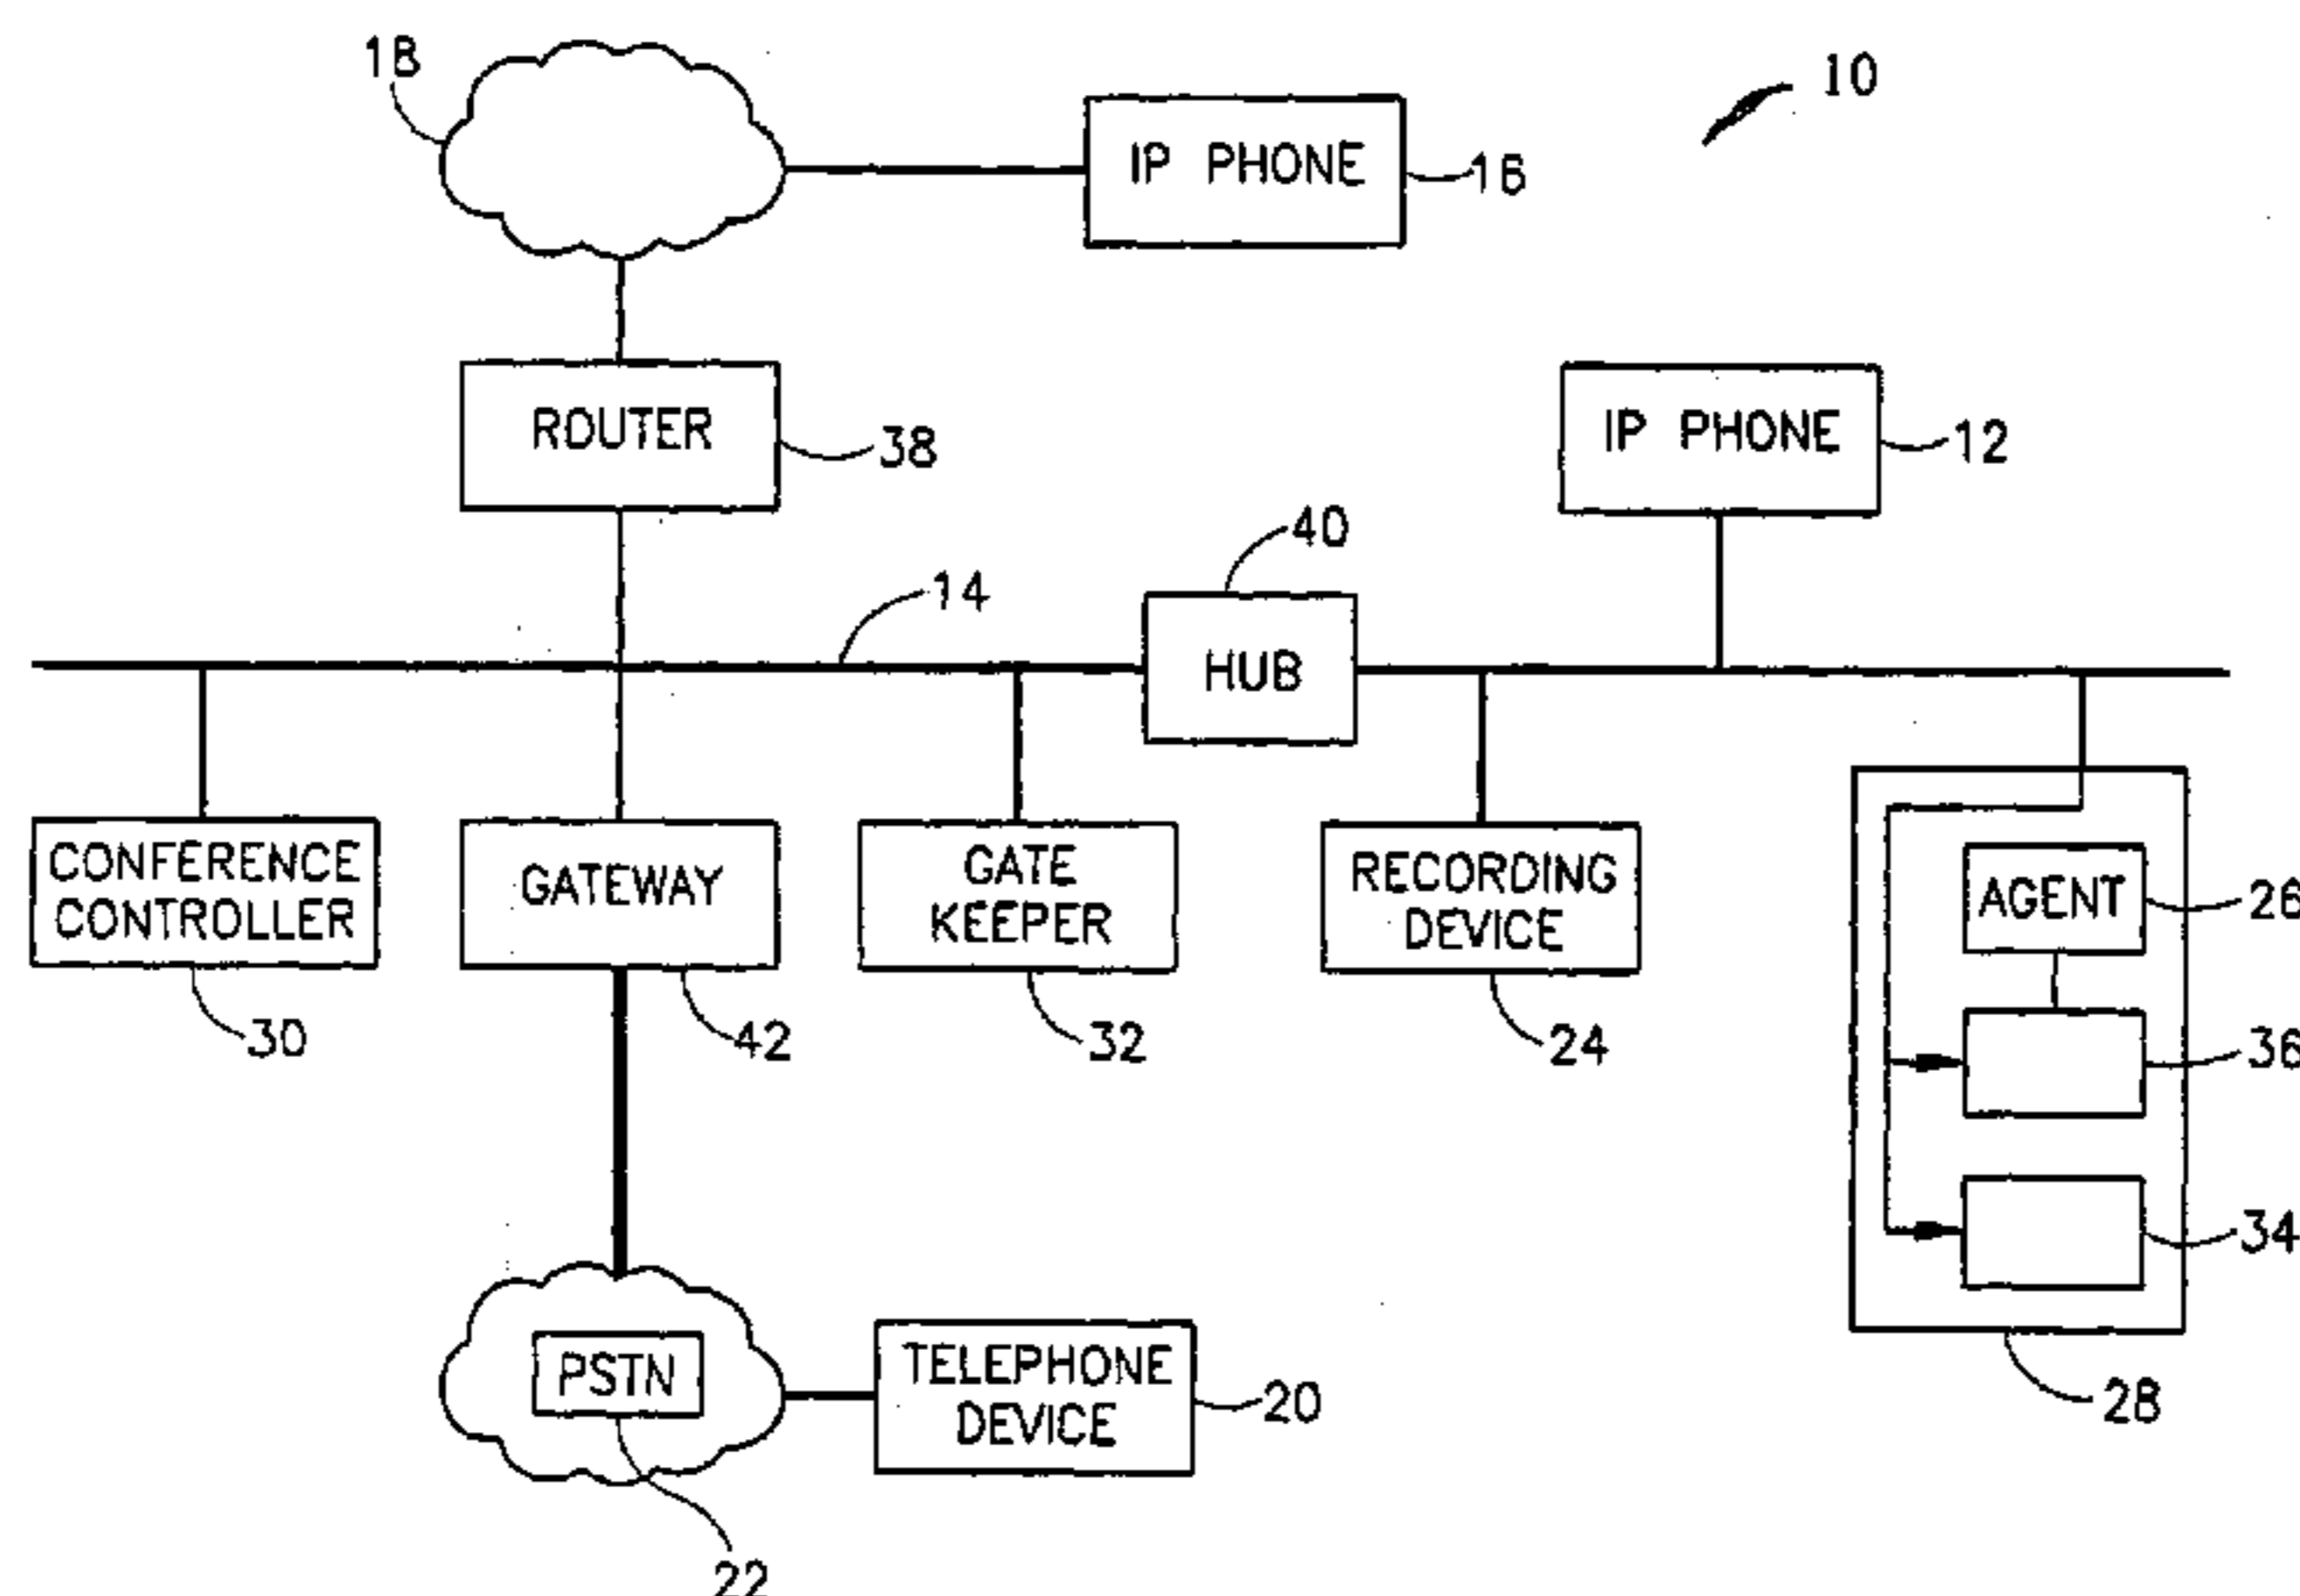 18
10
IP PHONE
16
ROUTER
38
IP PHONE
12
40
14
HUB
CONFERENCE
CONTROLLER
GATEWAY
GATE
KEEPER
RECORDING
DEVICE
AGENT
26
30
42
32
24
36
34
PSTN
TELEPHONE
DEVICE
20
28
22